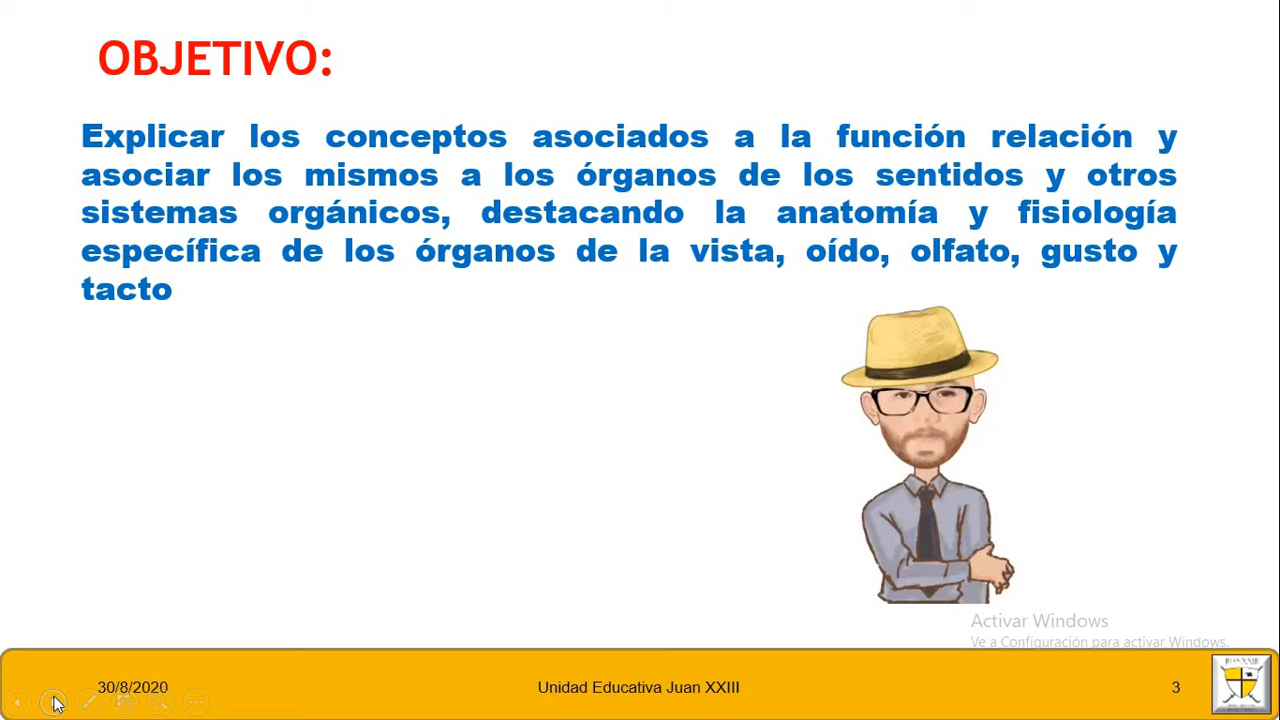 OBJETIVO:
Explicar los conceptos asociados a la función relación y
asociar los mismos a los órganos de los sentidos y otros
sistemas orgánicos, destacando la anatomía y fisiología
específica de los órganos de la vista, oído, olfato, gusto y
tacto
Activar Windows
Ve a Configuración para activar Windows.
30/8/2020
Unidad Educativa Juan XXIII
3
JUAN XXIII